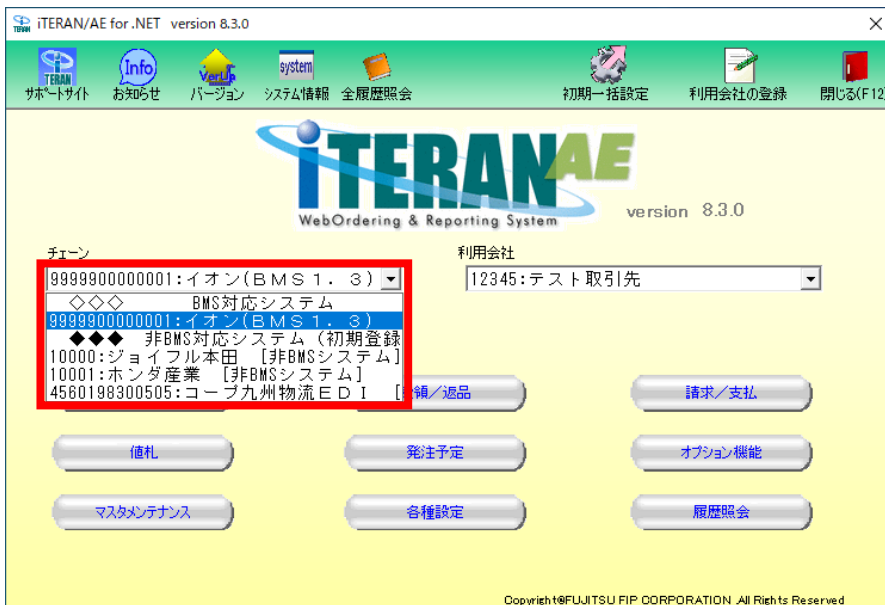 iTERAN/AE for .NET version 8.3.0
TERAN
Info
VerUp
system
サポートサイト お知らせ バージョン システム情報 全履歴照会 初期一括設定 利用会社の登録 閉じる(F12
iTERAN AE
WebOrdering & Reporting System
version 8.3.0
チェーン
利用会社
9999900000001:イオン(ＢＭＳ１．３)
12345:テスト取引先
◇◇◇ BMS対応システム
9999900000001:イオン(ＢＭＳ１．３)
◆◆◆ 非BMS対応システム（初期登録
10000:ジョイフル本田 [非BMSシステム]
10001:ホンダ産業 [非BMSシステム]
4560198300505:コープ九州物流ＥＤＩ [
領／返品
請求／支払
値札
発注予定
オプション機能
マスタメンテナンス
各種設定
履歴照会
Copyright©FUJITSU FIP CORPORATION All Rights Reserved